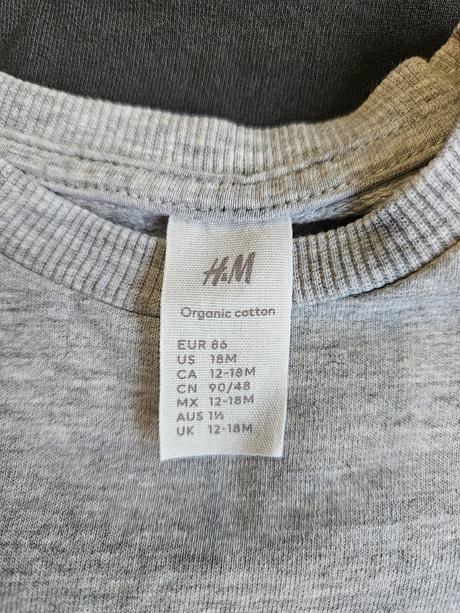 H&M
Organic cotton
EUR 86
US 18M
CA 12-18M
CN 90/48
MX 12-18M
AUS 1½
UK 12-18M